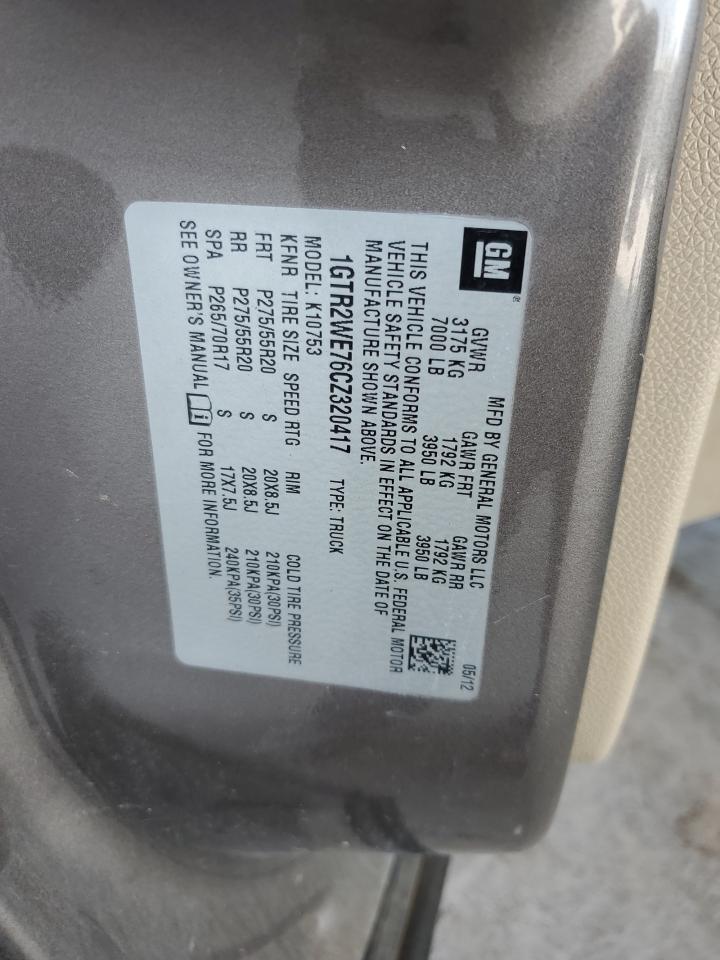 GM ®
MFD BY GENERAL MOTORS LLC
05/12
GVWR GAWR FRT GAWR RR
3175 KG 1792 KG 1792 KG
7000 LB 3950 LB 3950 LB
THIS VEHICLE CONFORMS TO ALL APPLICABLE U.S. FEDERAL MOTOR
VEHICLE SAFETY STANDARDS IN EFFECT ON THE DATE OF
MANUFACTURE SHOWN ABOVE.
1GTR2WE76CZ320417 TYPE: TRUCK
MODEL: K10753
KFNR TIRE SIZE SPEED RTG RIM COLD TIRE PRESSURE
FRT P275/55R20 S 20X8.5J 210KPA(30PSI)
RR P275/55R20 S 20X8.5J 210KPA(30PSI)
SPA P265/70R17 S 17X7.5J 240KPA(35PSI)
SEE OWNER'S MANUAL i FOR MORE INFORMATION.